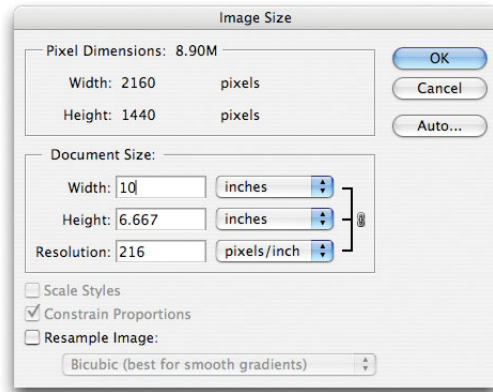 Image Size
Pixel Dimensions: 8.90M
Width: 2160 pixels
Height: 1440 pixels
OK
Cancel
Auto...
Document Size:
Width: 10 inches
Height: 6.667 inches
Resolution: 216 pixels/inch
Scale Styles
Constrain Proportions
Resample Image:
Bicubic (best for smooth gradients)